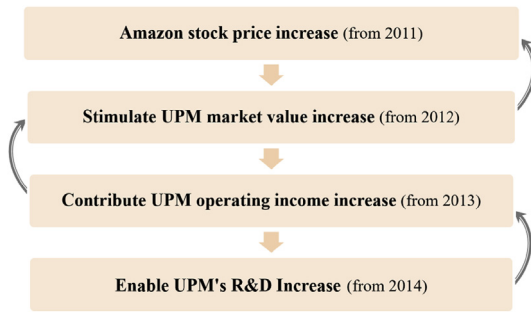 Amazon stock price increase (from 2011)
Stimulate UPM market value increase (from 2012)
Contribute UPM operating income increase (from 2013)
Enable UPM's R&D Increase (from 2014)